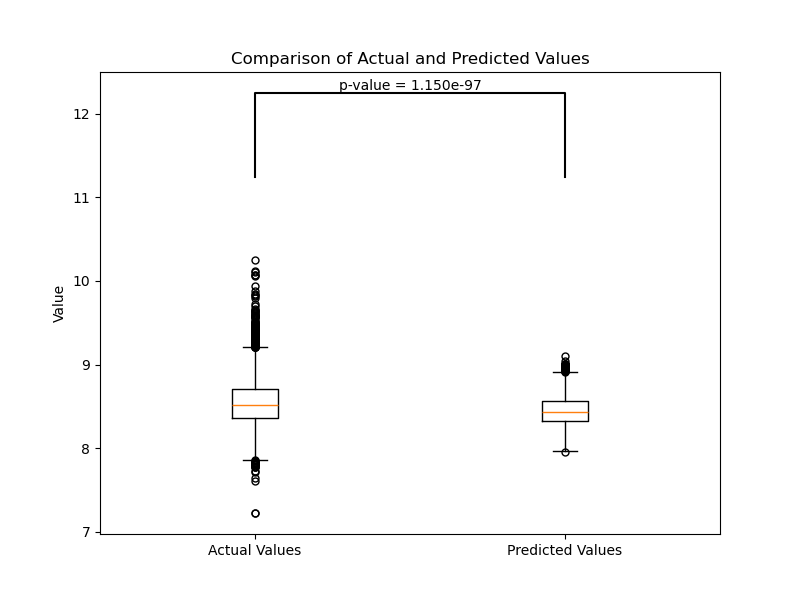 Comparison of Actual and Predicted Values
p-value = 1.150e-97
12
11
10
9
8
7
Value
Actual Values
Predicted Values